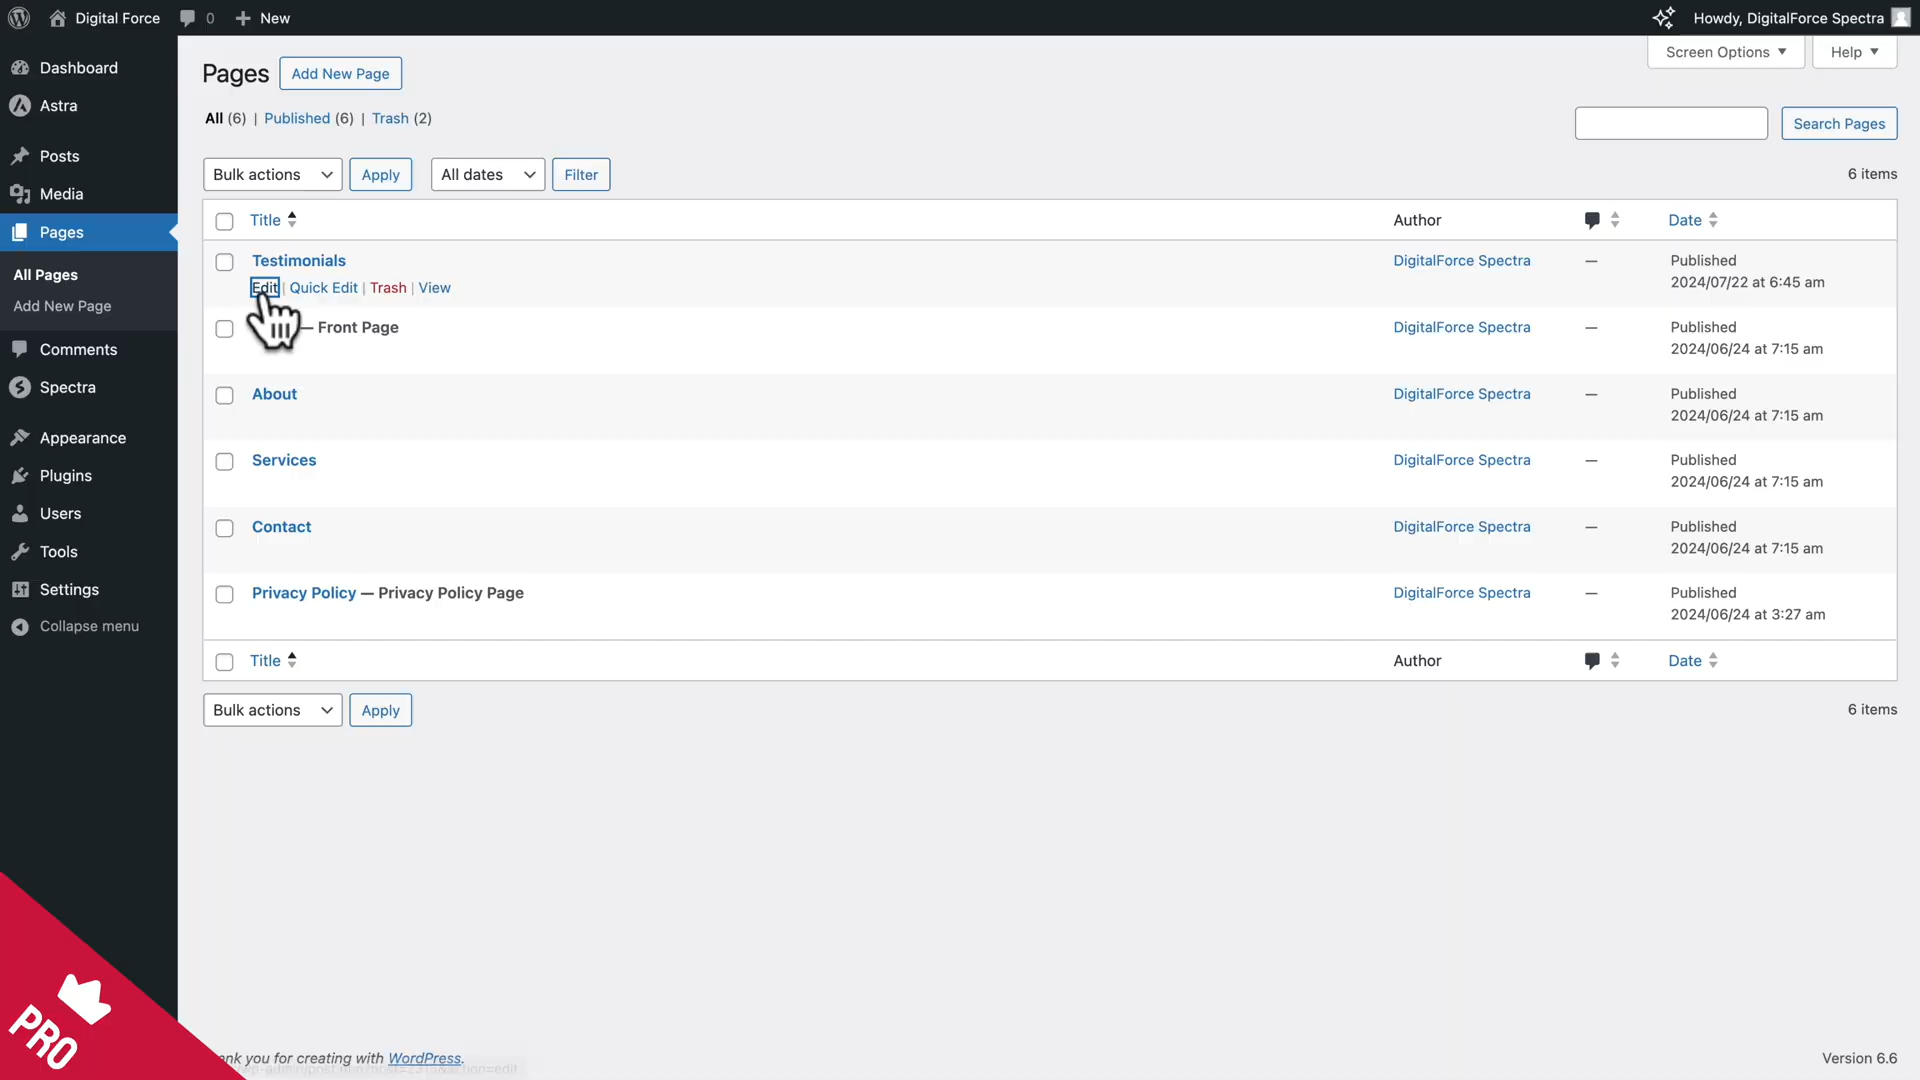 Digital Force 0 New Howdy, DigitalForce Spectra
Screen Options Help
Dashboard
Astra
Posts
Media
Pages
All Pages
Add New Page
Comments
Spectra
Appearance
Plugins
Users
Tools
Settings
Collapse menu
Pages Add New Page
All (6) | Published (6) | Trash (2)
Search Pages
Bulk actions Apply All dates Filter 6 items
Title Author Date
Testimonials DigitalForce Spectra — Published
Edit | Quick Edit | Trash | View 2024/07/22 at 6:45 am
— Front Page DigitalForce Spectra — Published
2024/06/24 at 7:15 am
About DigitalForce Spectra — Published
2024/06/24 at 7:15 am
Services DigitalForce Spectra — Published
2024/06/24 at 7:15 am
Contact DigitalForce Spectra — Published
2024/06/24 at 7:15 am
Privacy Policy — Privacy Policy Page DigitalForce Spectra — Published
2024/06/24 at 3:27 am
Title Author Date
Bulk actions Apply 6 items
you for creating with WordPress.
Version 6.6
PRO